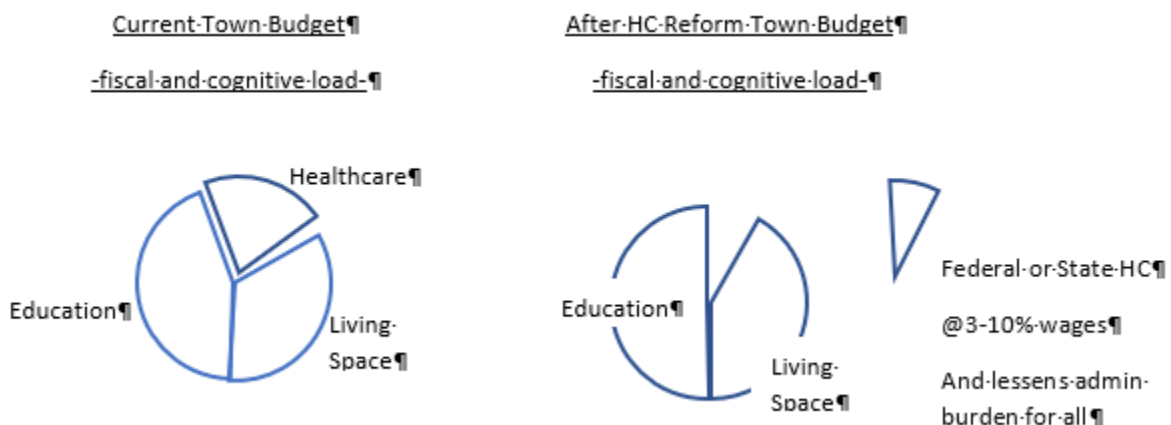 Current·Town·Budget¶
-fiscal·and·cognitive·load-¶
Healthcare¶
Education¶
Living·
Space¶
After·HC·Reform·Town·Budget¶
-fiscal·and·cognitive·load-¶
Education¶
Living·
Space¶
Federal·or·State·HC¶
@3-10%·wages¶
And·lessens·admin·
burden·for·all¶